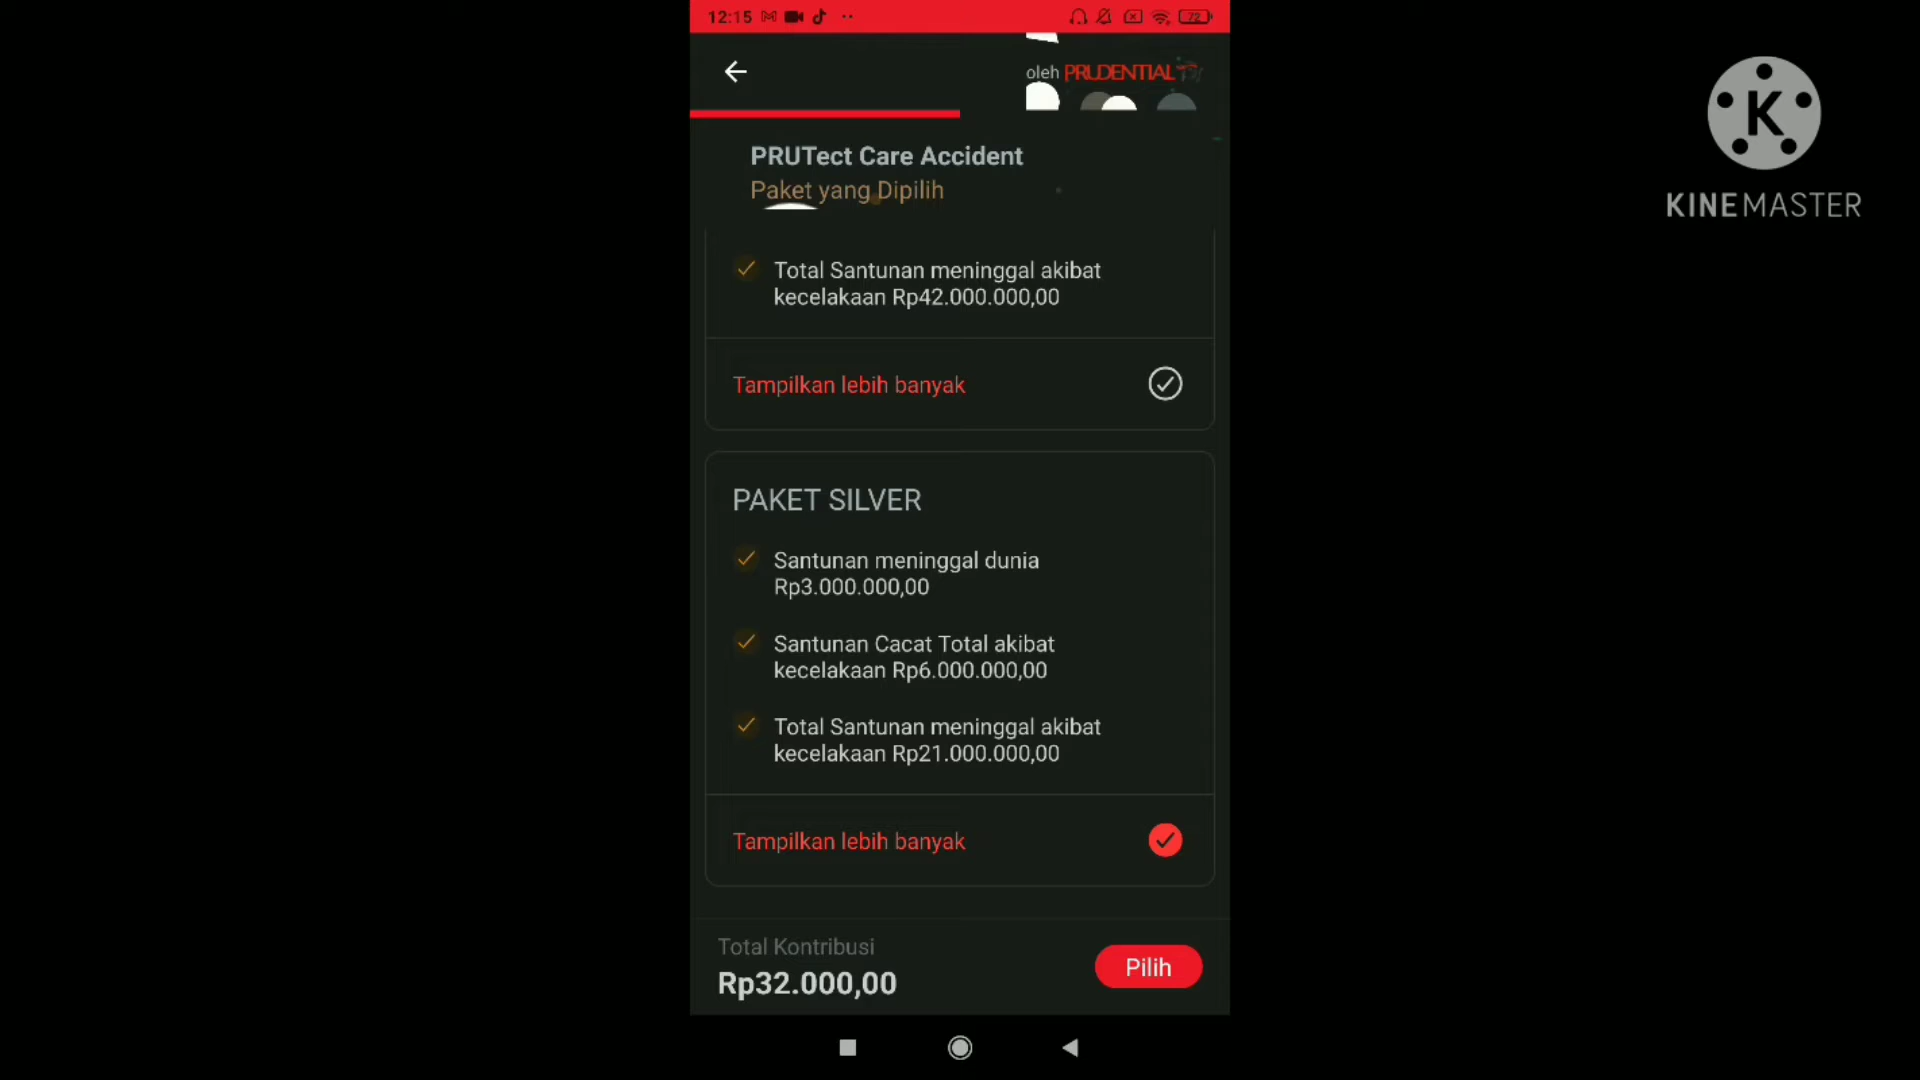 12:15
72
oleh PRUDENTIAL
PRUTect Care Accident
Paket yang Dipilih
Total Santunan meninggal akibat
kecelakaan Rp42.000.000,00
Tampilkan lebih banyak
PAKET SILVER
Santunan meninggal dunia
Rp3.000.000,00
Santunan Cacat Total akibat
kecelakaan Rp6.000.000,00
Total Santunan meninggal akibat
kecelakaan Rp21.000.000,00
Tampilkan lebih banyak
Total Kontribusi
Rp32.000,00
Pilih
K
KINEMASTER